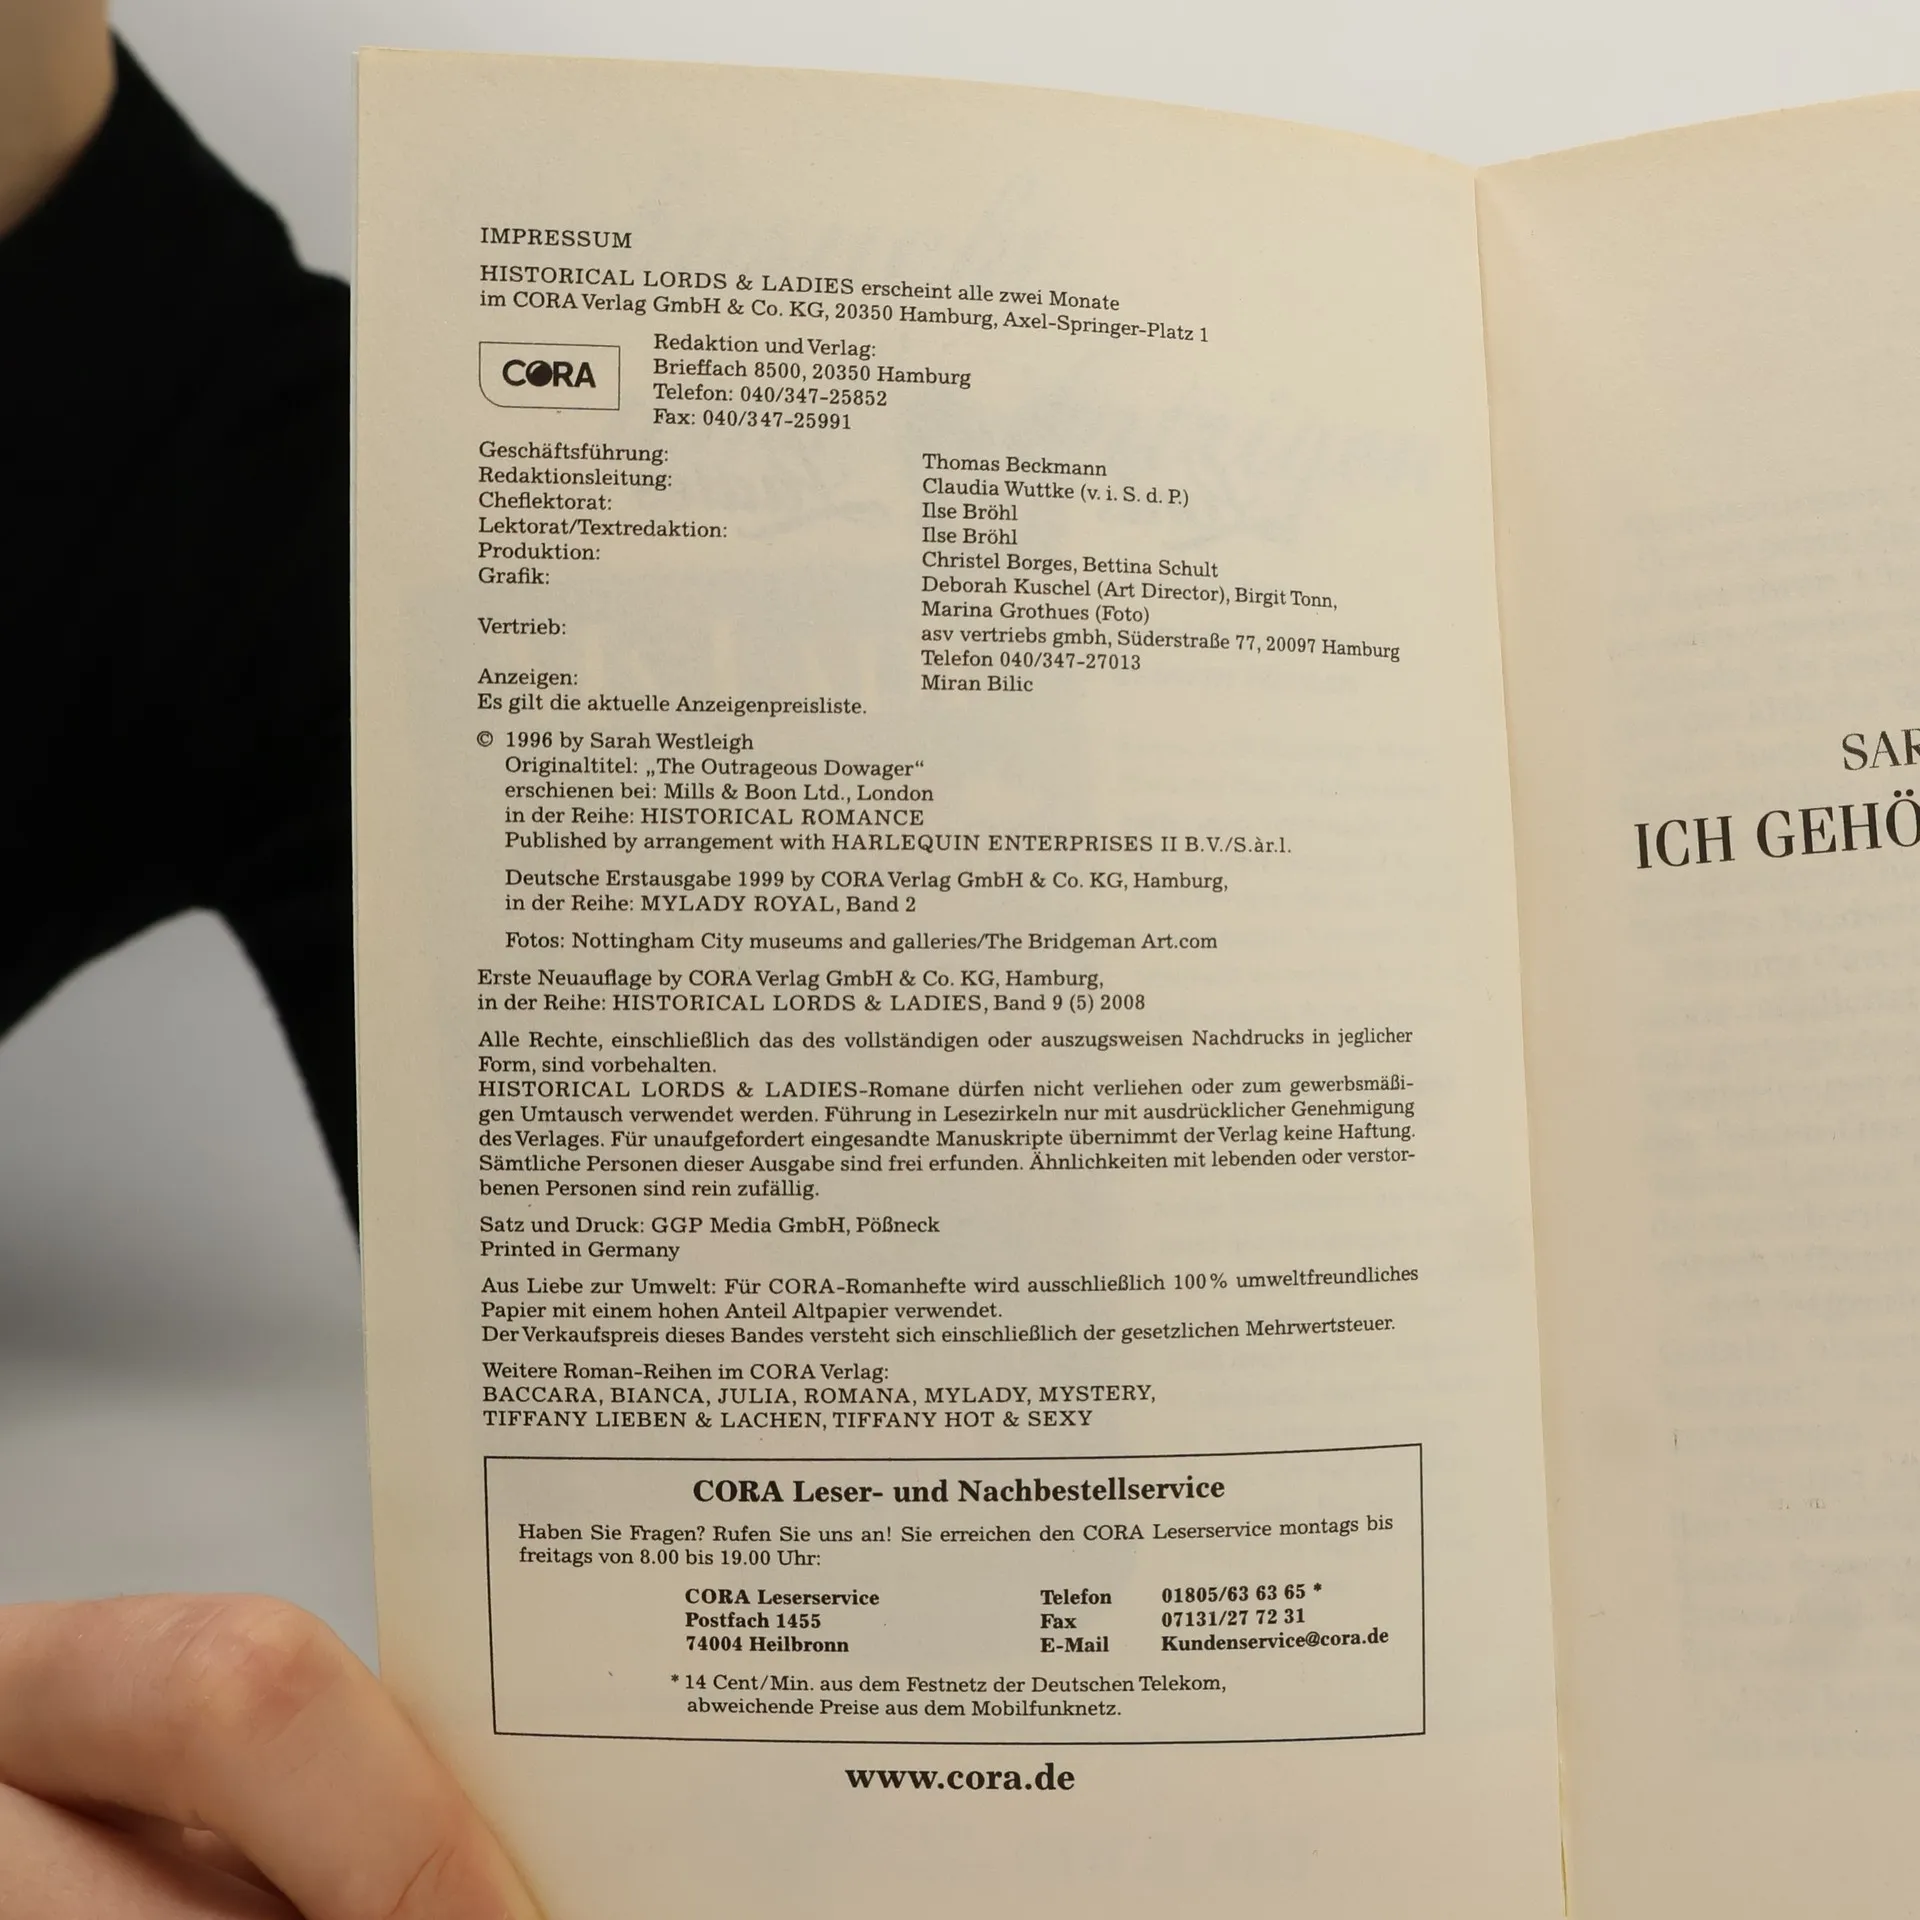 IMPRESSUM
HISTORICAL LORDS & LADIES erscheint alle zwei Monate
im CORA Verlag GmbH & Co. KG, 20350 Hamburg, Axel-Springer-Platz 1
CORA
Redaktion und Verlag:
Brieffach 8500, 20350 Hamburg
Telefon: 040/347-25852
Fax: 040/347-25991
Geschäftsführung: Thomas Beckmann
Redaktionsleitung: Claudia Wuttke (v. i. S. d. P.)
Cheflektorat: Ilse Bröhl
Lektorat/Textredaktion: Ilse Bröhl
Produktion: Christel Borges, Bettina Schult
Grafik: Deborah Kuschel (Art Director), Birgit Tonn,
Marina Grothues (Foto)
Vertrieb: asv vertriebs gmbh, Süderstraße 77, 20097 Hamburg
Telefon 040/347-27013
Anzeigen: Miran Bilic
Es gilt die aktuelle Anzeigenpreisliste.
© 1996 by Sarah Westleigh
Originaltitel: „The Outrageous Dowager“
erschienen bei: Mills & Boon Ltd., London
in der Reihe: HISTORICAL ROMANCE
Published by arrangement with HARLEQUIN ENTERPRISES II B.V./S.àr.l.
Deutsche Erstausgabe 1999 by CORA Verlag GmbH & Co. KG, Hamburg,
in der Reihe: MYLADY ROYAL, Band 2
Fotos: Nottingham City museums and galleries/The Bridgeman Art.com
Erste Neuauflage by CORA Verlag GmbH & Co. KG, Hamburg,
in der Reihe: HISTORICAL LORDS & LADIES, Band 9 (5) 2008
Alle Rechte, einschließlich das des vollständigen oder auszugsweisen Nachdrucks in jeglicher
Form, sind vorbehalten.
HISTORICAL LORDS & LADIES-Romane dürfen nicht verliehen oder zum gewerbsmäßi-
gen Umtausch verwendet werden. Führung in Lesezirkeln nur mit ausdrücklicher Genehmigung
des Verlages. Für unaufgefordert eingesandte Manuskripte übernimmt der Verlag keine Haftung.
Sämtliche Personen dieser Ausgabe sind frei erfunden. Ähnlichkeiten mit lebenden oder verstor-
benen Personen sind rein zufällig.
Satz und Druck: GGP Media GmbH, Pößneck
Printed in Germany
Aus Liebe zur Umwelt: Für CORA-Romanhefte wird ausschließlich 100% umweltfreundliches
Papier mit einem hohen Anteil Altpapier verwendet.
Der Verkaufspreis dieses Bandes versteht sich einschließlich der gesetzlichen Mehrwertsteuer.
Weitere Roman-Reihen im CORA Verlag:
BACCARA, BIANCA, JULIA, ROMANA, MYLADY, MYSTERY,
TIFFANY LIEBEN & LACHEN, TIFFANY HOT & SEXY
CORA Leser- und Nachbestellservice
Haben Sie Fragen? Rufen Sie uns an! Sie erreichen den CORA Leserservice montags bis
freitags von 8.00 bis 19.00 Uhr:
CORA Leserservice Telefon 01805/63 63 65 *
Postfach 1455 Fax 07131/27 72 31
74004 Heilbronn E-Mail Kundenservice@cora.de
* 14 Cent/Min. aus dem Festnetz der Deutschen Telekom,
abweichende Preise aus dem Mobilfunknetz.
www.cora.de
SAR
ICH GEHÖ